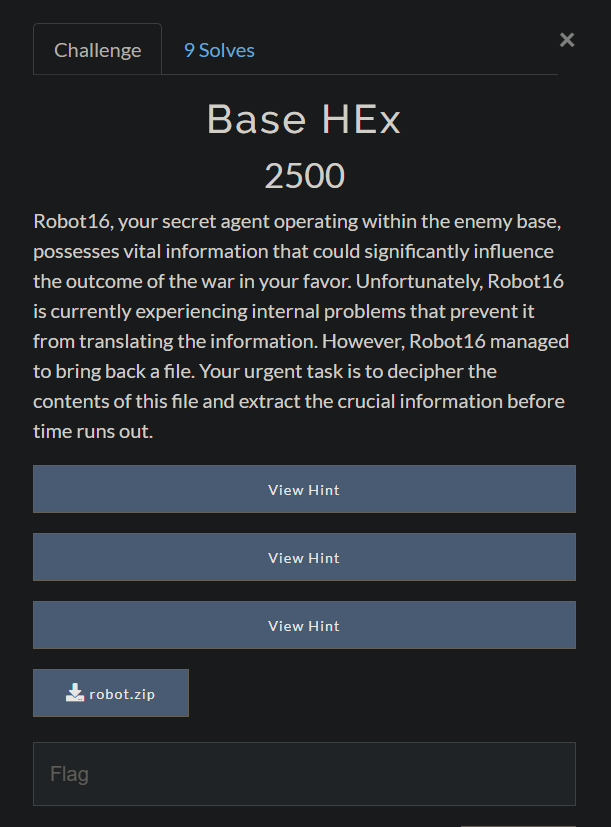 Challenge
9 Solves
×
Base HEx
2500
Robot16, your secret agent operating within the enemy base,
possesses vital information that could significantly influence
the outcome of the war in your favor. Unfortunately, Robot16
is currently experiencing internal problems that prevent it
from translating the information. However, Robot16 managed
to bring back a file. Your urgent task is to decipher the
contents of this file and extract the crucial information before
time runs out.
View Hint
View Hint
View Hint
robot.zip
Flag